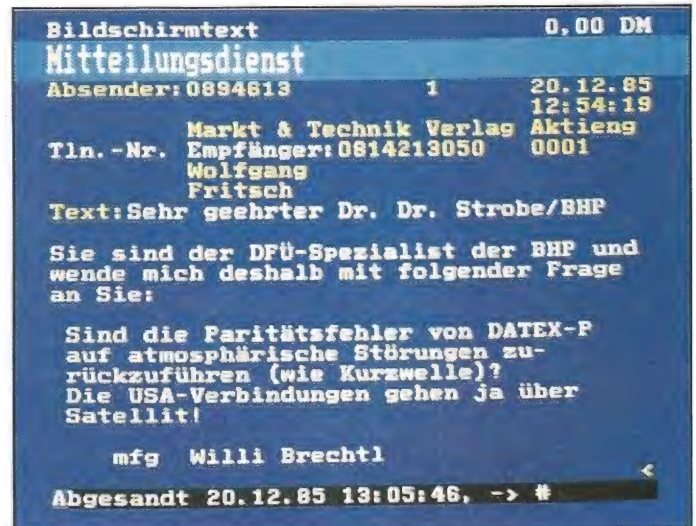 Bildschirmtext 0,00 DM
Mitteilungsdienst
Absender:0894613 1 20.12.85
12:54:19
Markt & Technik Verlag Aktieng
Tln.-Nr. Empfänger:0814213050 0001
Wolfgang
Fritsch
Text:Sehr geehrter Dr. Dr. Strobe/BHP
Sie sind der DFÜ-Spezialist der BHP und
wende mich deshalb mit folgender Frage
an Sie:
Sind die Paritätsfehler von DATEX-P
auf atmosphärische Störungen zu-
rückzuführen (wie Kurzwelle)?
Die USA-Verbindungen gehen ja über
Satellit!
mfg Willi Brechtl
<
Abgesandt 20.12.85 13:05:46, -> #